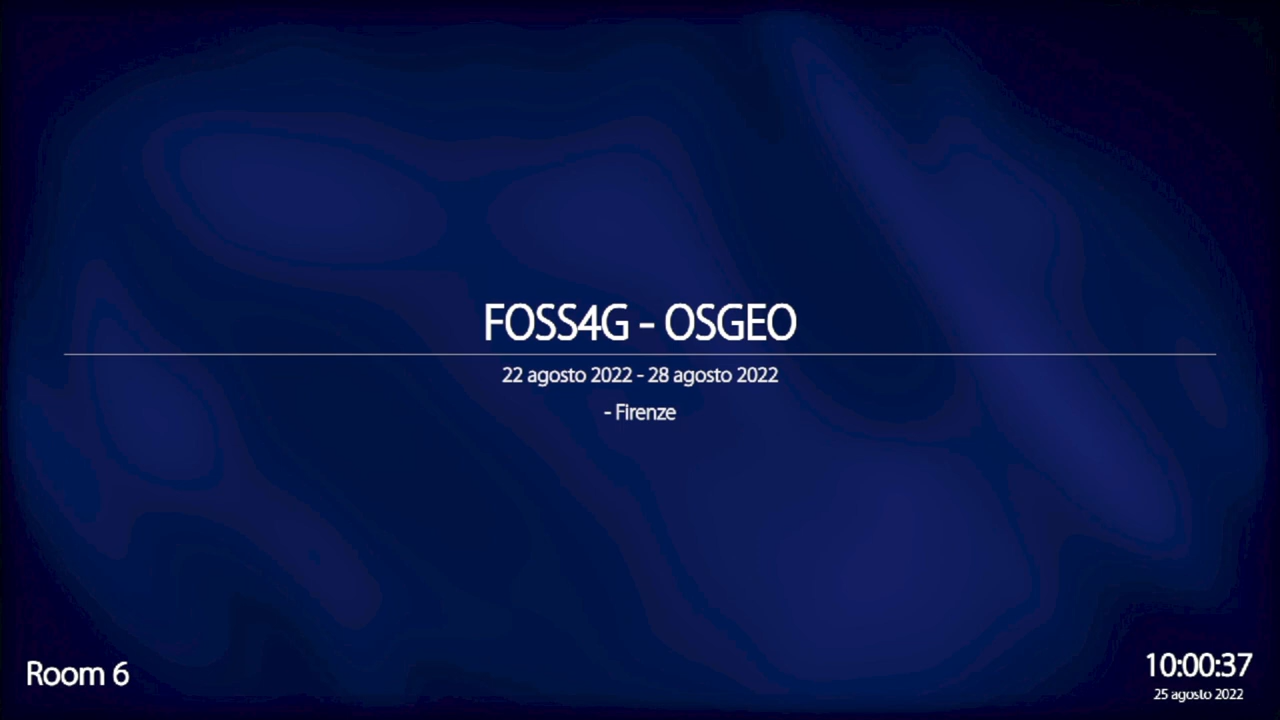 FOSS4G - OSGEO
22 agosto 2022 - 28 agosto 2022
- Firenze
Room 6
10:00:37
25 agosto 2022